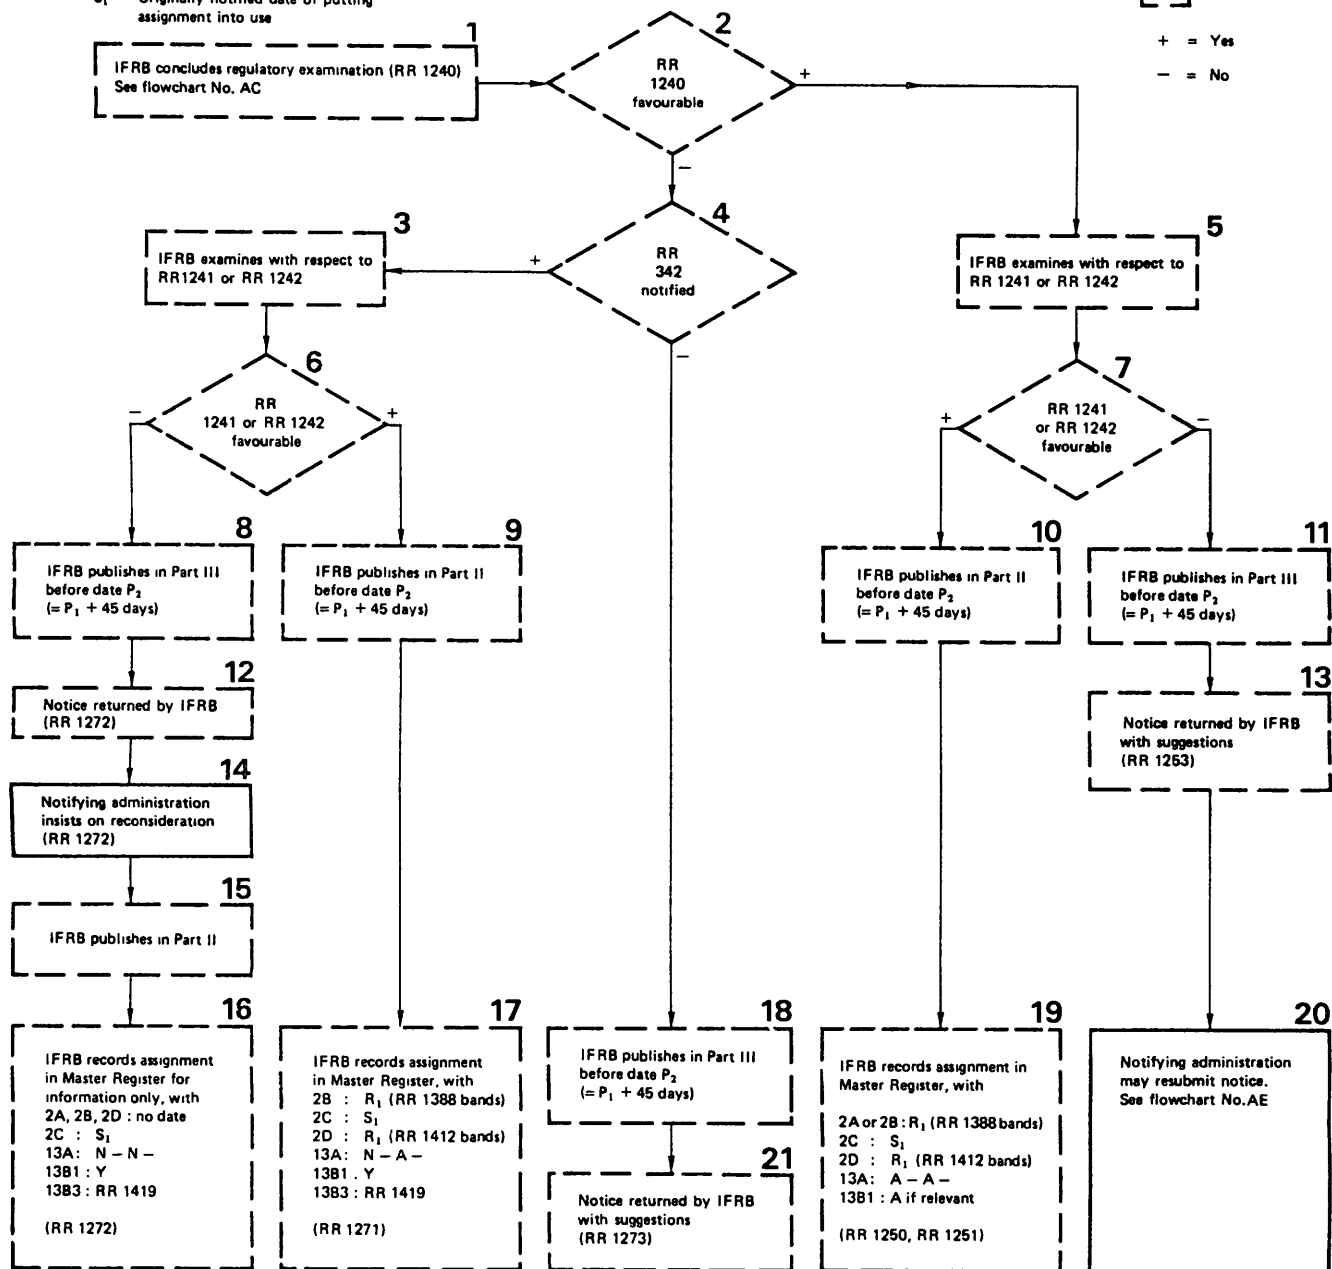 assignment into use
+ = Yes
— = No
1
IFRB concludes regulatory examination (RR 1240)
See flowchart No. AC
2
RR
1240
favourable
+
−
3
IFRB examines with respect to
RR1241 or RR 1242
4
RR
342
notified
+
−
5
IFRB examines with respect to
RR 1241 or RR 1242
6
RR
1241 or RR 1242
favourable
−
+
7
RR 1241
or RR 1242
favourable
+
−
8
IFRB publishes in Part III
before date P₂
(= P₁ + 45 days)
9
IFRB publishes in Part II
before date P₂
(= P₁ + 45 days)
10
IFRB publishes in Part II
before date P₂
(= P₁ + 45 days)
11
IFRB publishes in Part III
before date P₂
(= P₁ + 45 days)
12
Notice returned by IFRB
(RR 1272)
13
Notice returned by IFRB
with suggestions
(RR 1253)
14
Notifying administration
insists on reconsideration
(RR 1272)
15
IFRB publishes in Part II
16
IFRB records assignment
in Master Register for
information only, with
2A, 2B, 2D : no date
2C : S₁
13A: N – N –
13B1 : Y
13B3 : RR 1419
(RR 1272)
17
IFRB records assignment
in Master Register, with
2B : R₁ (RR 1388 bands)
2C : S₁
2D : R₁ (RR 1412 bands)
13A: N – A –
13B1 . Y
13B3 : RR 1419
(RR 1271)
18
IFRB publishes in Part III
before date P₂
(= P₁ + 45 days)
19
IFRB records assignment in
Master Register, with
2A or 2B : R₁ (RR 1388 bands)
2C : S₁
2D : R₁ (RR 1412 bands)
13A: A – A –
13B1 : A if relevant
(RR 1250, RR 1251)
20
Notifying administration
may resubmit notice.
See flowchart No.AE
21
Notice returned by IFRB
with suggestions
(RR 1273)